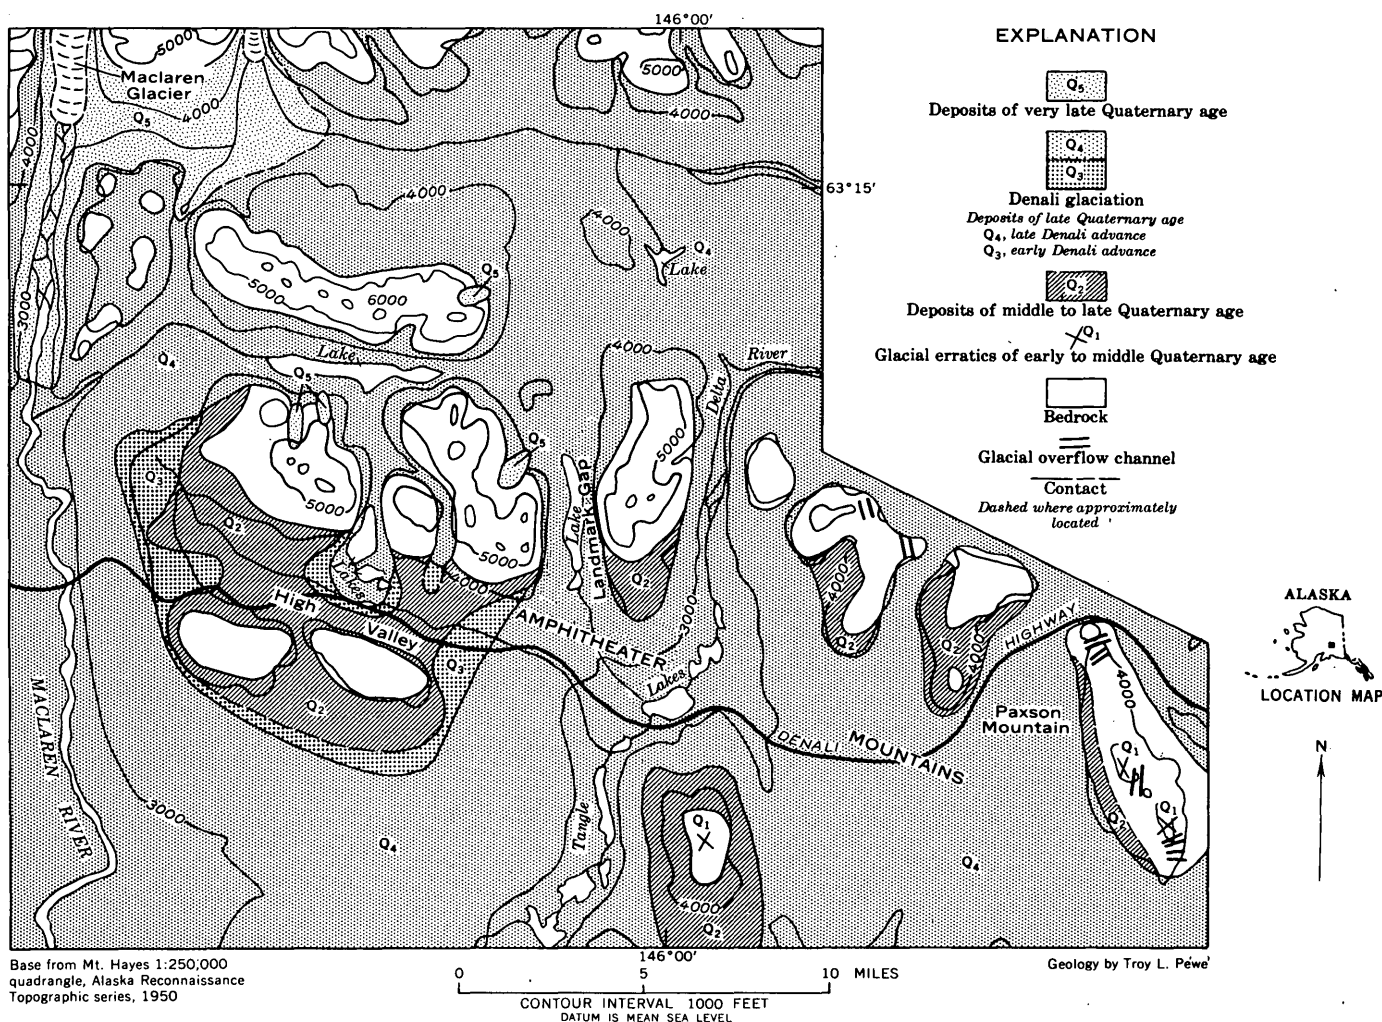 146°00'
EXPLANATION
Q5
Deposits of very late Quaternary age
Q4
Q3
Denali glaciation
Deposits of late Quaternary age
Q4, late Denali advance
Q3, early Denali advance
Q2
Deposits of middle to late Quaternary age
Q1
Glacial erratics of early to middle Quaternary age
Bedrock
Glacial overflow channel
Contact
Dashed where approximately
located
5000
Maclaren
Glacier
4000
Q5
4000
5000
4000
63°15'
4000
4000
Q4
Lake
3000
5000
6000
Q5
Q4
Lake
4000
River
Delta
Q5
Q5
5000
Q3
5000
Q2
5000
Lake
Landmark Gap
Lakes
4000
Q2
4000
Q2
4000
Q2
High
Valley
AMPHITHEATER
3000
HIGHWAY
Q3
Lakes
Q2
MACLAREN
RIVER
DENALI
MOUNTAINS
Paxson
Mountain
4000
Q1
Q1
Q2
3000
Q4
Tangle
Q1
4000
Q2
Q4
ALASKA
LOCATION MAP
N
146°00'
Base from Mt. Hayes 1:250,000
quadrangle, Alaska Reconnaissance
Topographic series, 1950
Geology by Troy L. Péwé
0 5 10 MILES
CONTOUR INTERVAL 1000 FEET
DATUM IS MEAN SEA LEVEL